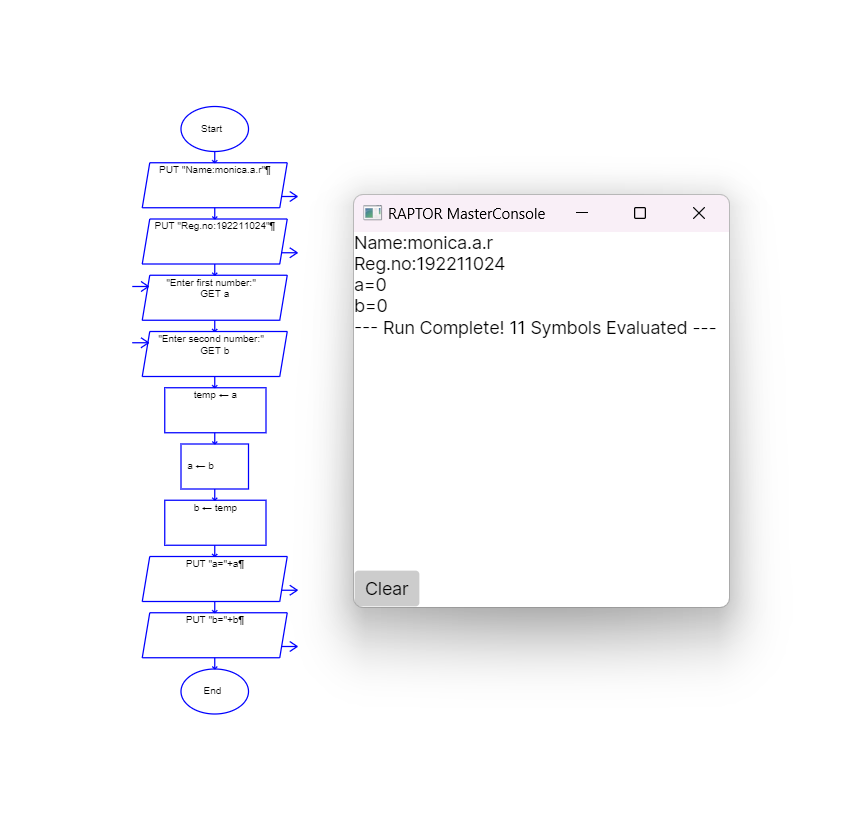 Start
PUT "Name:monica.a.r"¶
PUT "Reg.no:192211024"¶
"Enter first number:"
GET a
"Enter second number:"
GET b
temp ← a
a ← b
b ← temp
PUT "a="+a¶
PUT "b="+b¶
End
RAPTOR MasterConsole
Name:monica.a.r
Reg.no:192211024
a=0
b=0
--- Run Complete! 11 Symbols Evaluated ---
Clear